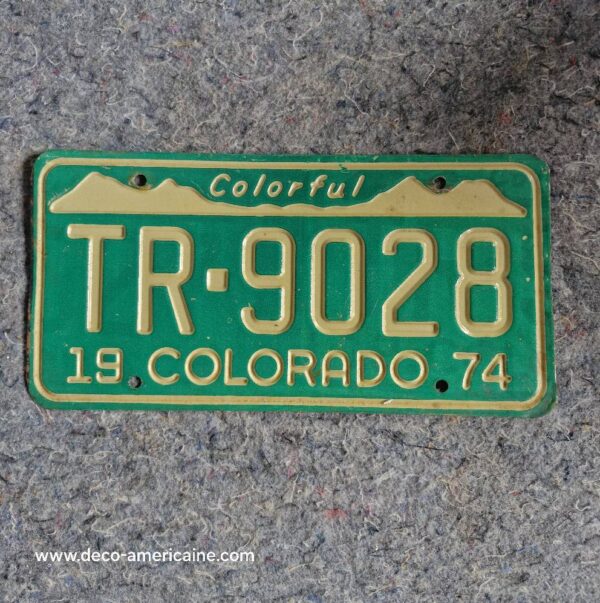 Colorful
TR·9028
19 COLORADO 74
www.deco-americaine.com